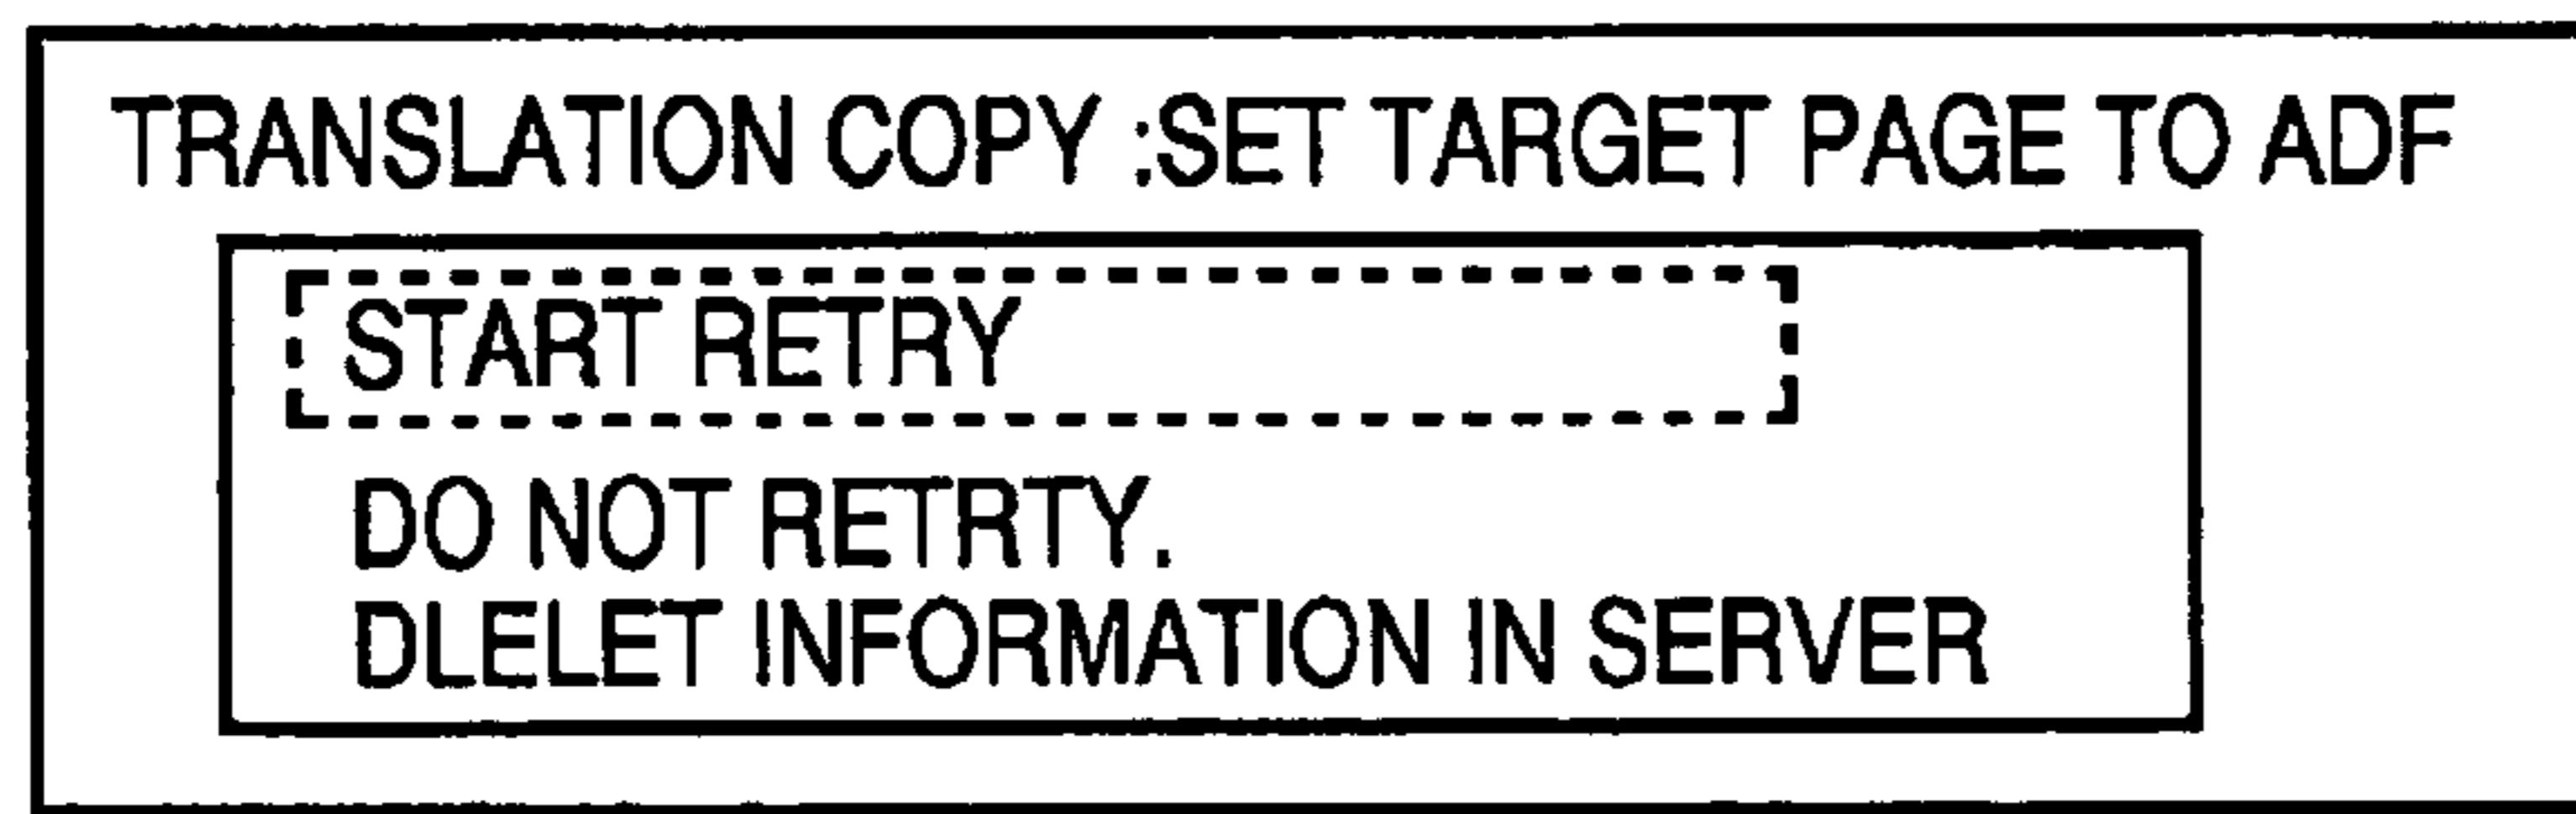 TRANSLATION COPY :SET TARGET PAGE TO ADF
START RETRY
DO NOT RETRTY.
DLELET INFORMATION IN SERVER